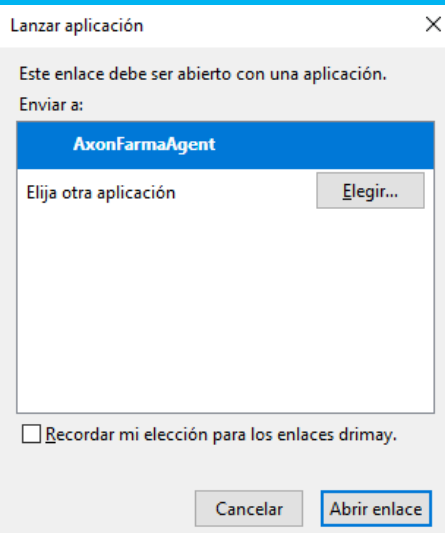 Lanzar aplicación
Este enlace debe ser abierto con una aplicación.
Enviar a:
AxonFarmaAgent
Elija otra aplicación
Elegir...
Recordar mi elección para los enlaces drimay.
Cancelar
Abrir enlace